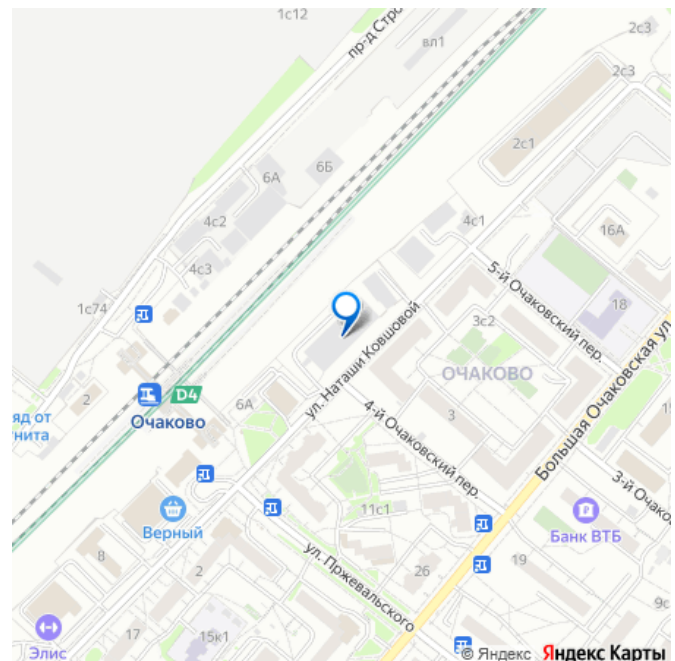 1с12
пр-д Стро
вл1
2с3
2с3
2с1
6Б
6А
4с2
4с3
4с1
16А
5-й Очаковский пер.
18
1с74
3с2
ул. Наташи Ковшовой
ОЧАКОВО
Большая Очаковская ул
D4
2
6А
Очаково
яд от
нита
3
4-й Очаковский пер.
3-й Очако
11с1
Верный
Банк ВТБ
8
2
ул. Пржевальского
26
19
9с
17
15к1
Элис
© Яндекс Яндекс Карты